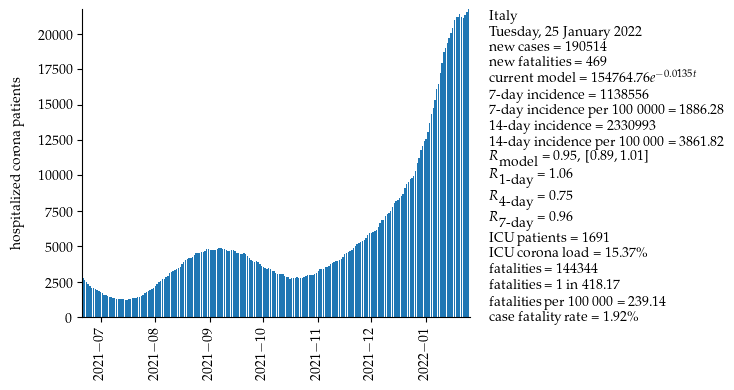 hospitalized corona patients
20000
17500
15000
12500
10000
7500
5000
2500
0
2021−07
2021−08
2021−09
2021−10
2021−11
2021−12
2022−01
Italy
Tuesday, 25 January 2022
new cases = 190514
new fatalities = 469
current model = 154764.76e^{−0.0135t}
7-day incidence = 1138556
7-day incidence per 100 0000 = 1886.28
14-day incidence = 2330993
14-day incidence per 100 000 = 3861.82
R_model = 0.95, [0.89, 1.01]
R_1-day = 1.06
R_4-day = 0.75
R_7-day = 0.96
ICU patients = 1691
ICU corona load = 15.37%
fatalities = 144344
fatalities = 1 in 418.17
fatalities per 100 000 = 239.14
case fatality rate = 1.92%